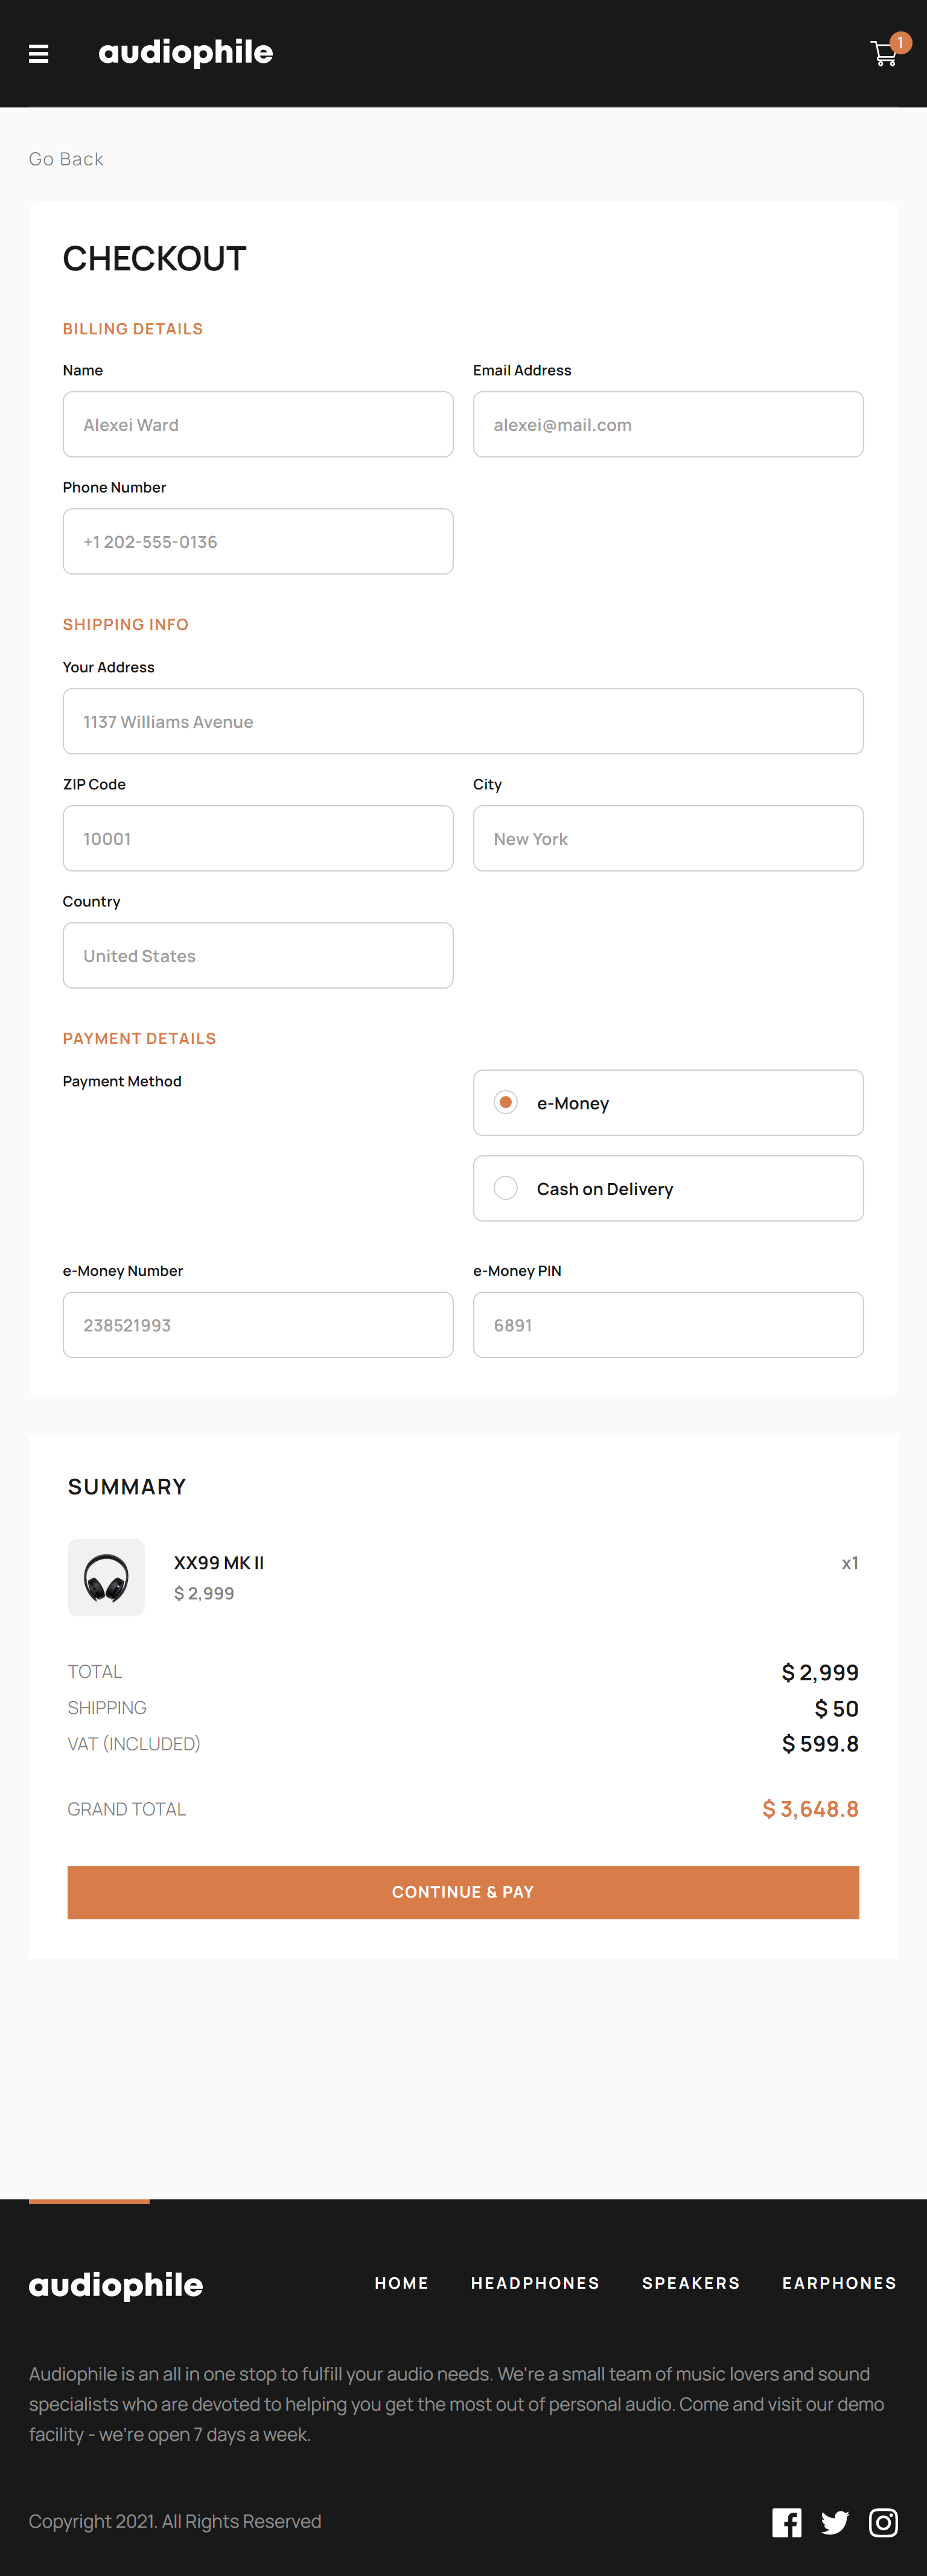 audiophile
1
Go Back
CHECKOUT
BILLING DETAILS
Name
Email Address
Alexei Ward
alexei@mail.com
Phone Number
+1 202-555-0136
SHIPPING INFO
Your Address
1137 Williams Avenue
ZIP Code
City
10001
New York
Country
United States
PAYMENT DETAILS
Payment Method
e-Money
Cash on Delivery
e-Money Number
e-Money PIN
238521993
6891
SUMMARY
XX99 MK II
x1
$ 2,999
TOTAL
$ 2,999
SHIPPING
$ 50
VAT (INCLUDED)
$ 599.8
GRAND TOTAL
$ 3,648.8
CONTINUE & PAY
audiophile
HOME
HEADPHONES
SPEAKERS
EARPHONES
Audiophile is an all in one stop to fulfill your audio needs. We're a small team of music lovers and sound
specialists who are devoted to helping you get the most out of personal audio. Come and visit our demo
facility - we're open 7 days a week.
Copyright 2021. All Rights Reserved